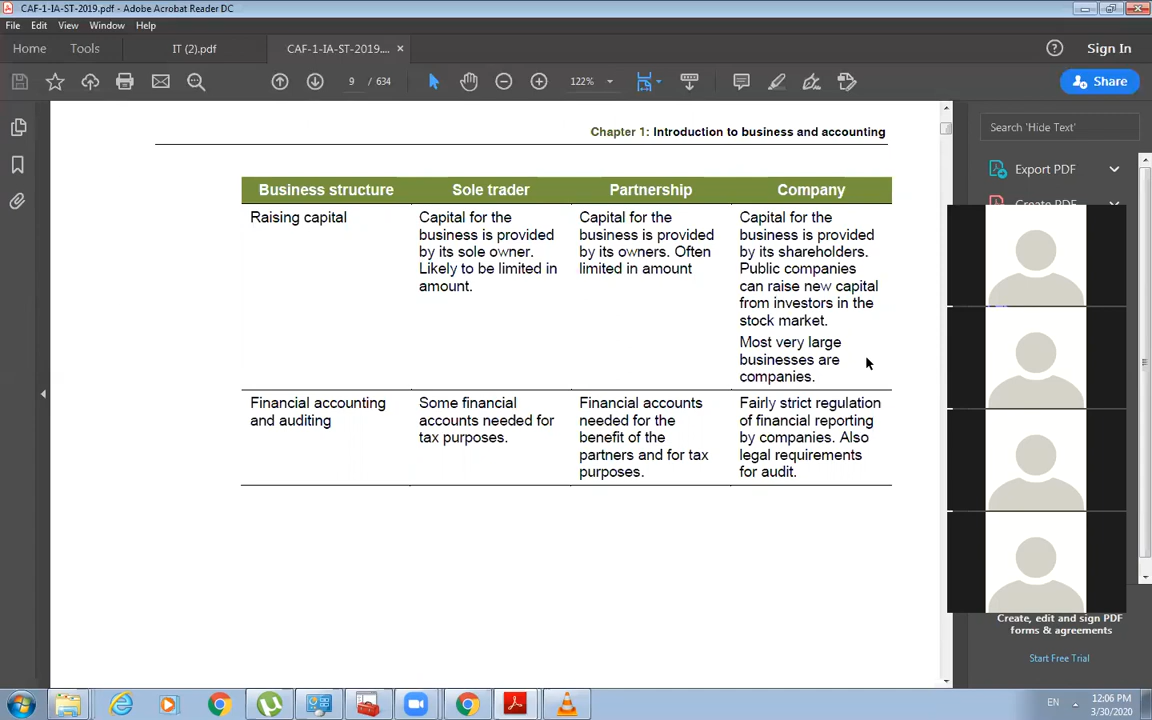 CAF-1-IA-ST-2019.pdf - Adobe Acrobat Reader DC
File Edit View Window Help
Home Tools IT (2).pdf CAF-1-IA-ST-2019.... × Sign In
9 / 634 122% Share
Chapter 1: Introduction to business and accounting
Search 'Hide Text'
Export PDF
Business structure Sole trader Partnership Company
Raising capital
Capital for the
business is provided
by its sole owner.
Likely to be limited in
amount.
Capital for the
business is provided
by its owners. Often
limited in amount
Capital for the
business is provided
by its shareholders.
Public companies
can raise new capital
from investors in the
stock market.
Most very large
businesses are
companies.
Financial accounting
and auditing
Some financial
accounts needed for
tax purposes.
Financial accounts
needed for the
benefit of the
partners and for tax
purposes.
Fairly strict regulation
of financial reporting
by companies. Also
legal requirements
for audit.
Create, edit and sign PDF
forms & agreements
Start Free Trial
EN 12:06 PM
3/30/2020